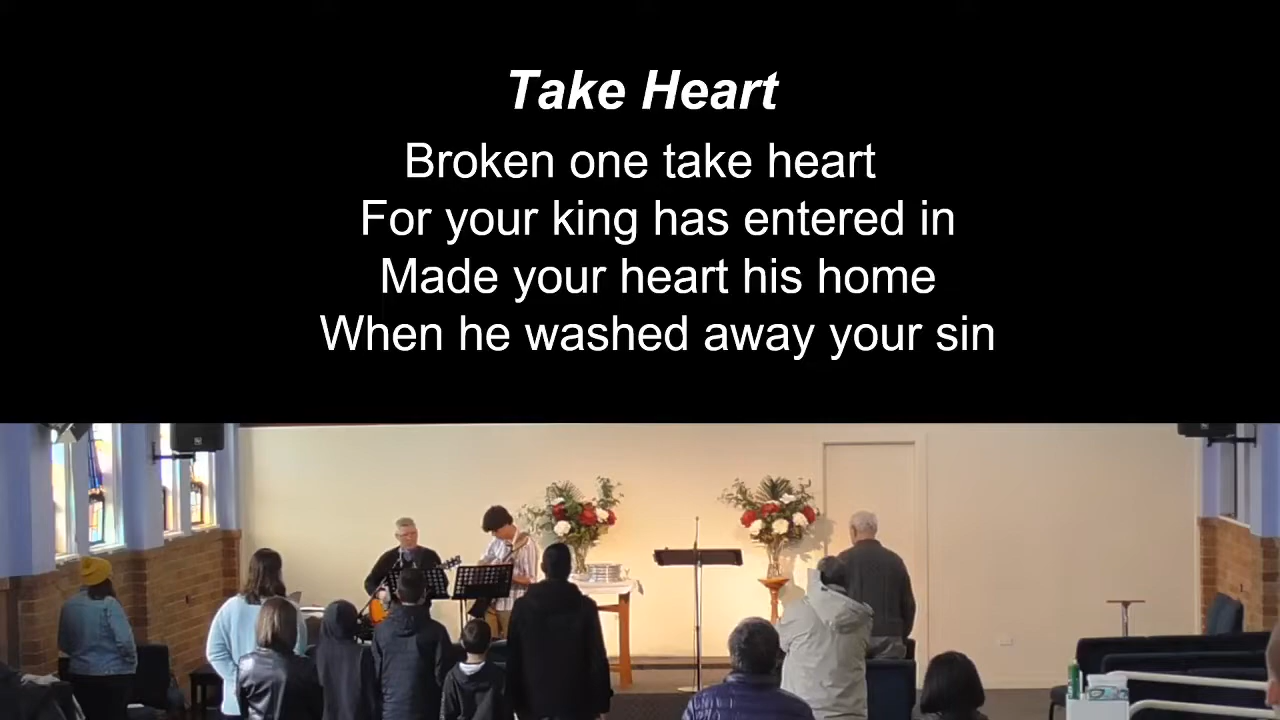 Take Heart
Broken one take heart
For your king has entered in
Made your heart his home
When he washed away your sin